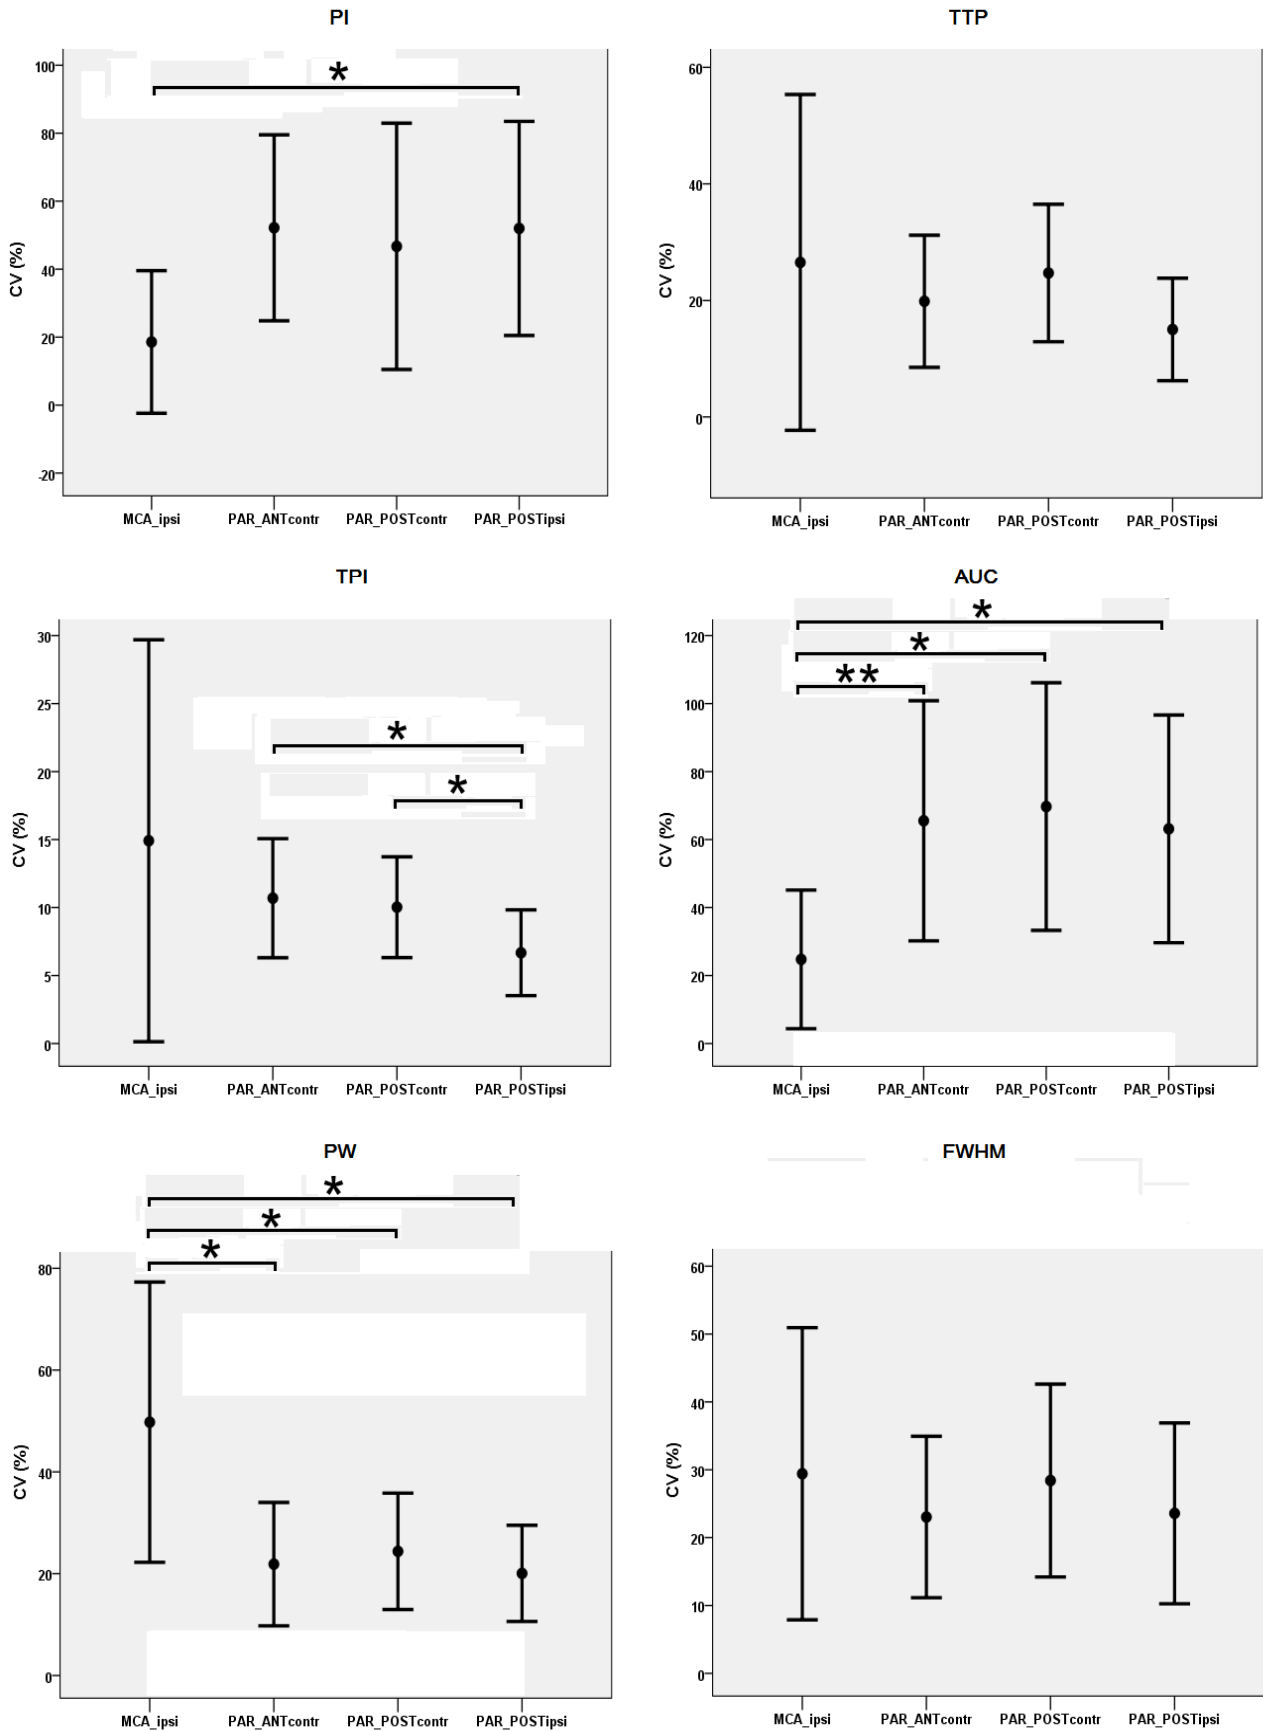 PI
TTP
100
80
60
40
20
0
-20
CV (%)
*
MCA_ipsi PAR_ANTcontr PAR_POSTcontr PAR_POSTipsi
60
40
20
0
CV (%)
MCA_ipsi PAR_ANTcontr PAR_POSTcontr PAR_POSTipsi
TPI
AUC
30
25
20
15
10
5
0
CV (%)
*
*
MCA_ipsi PAR_ANTcontr PAR_POSTcontr PAR_POSTipsi
120
100
80
60
40
20
0
CV (%)
*
*
**
MCA_ipsi PAR_ANTcontr PAR_POSTcontr PAR_POSTipsi
PW
FWHM
80
60
40
20
0
CV (%)
*
*
*
MCA_ipsi PAR_ANTcontr PAR_POSTcontr PAR_POSTipsi
60
50
40
30
20
10
0
CV (%)
MCA_ipsi PAR_ANTcontr PAR_POSTcontr PAR_POSTipsi